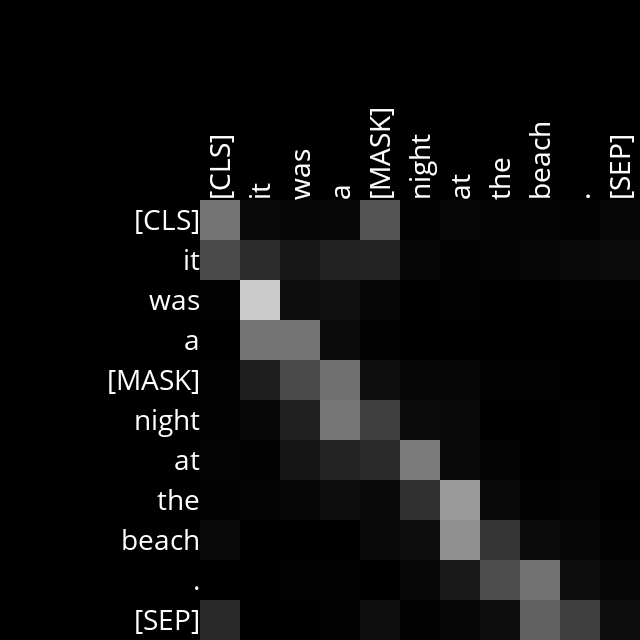 [CLS] it was a [MASK] night at the beach . [SEP]
[CLS]
it
was
a
[MASK]
night
at
the
beach
.
[SEP]